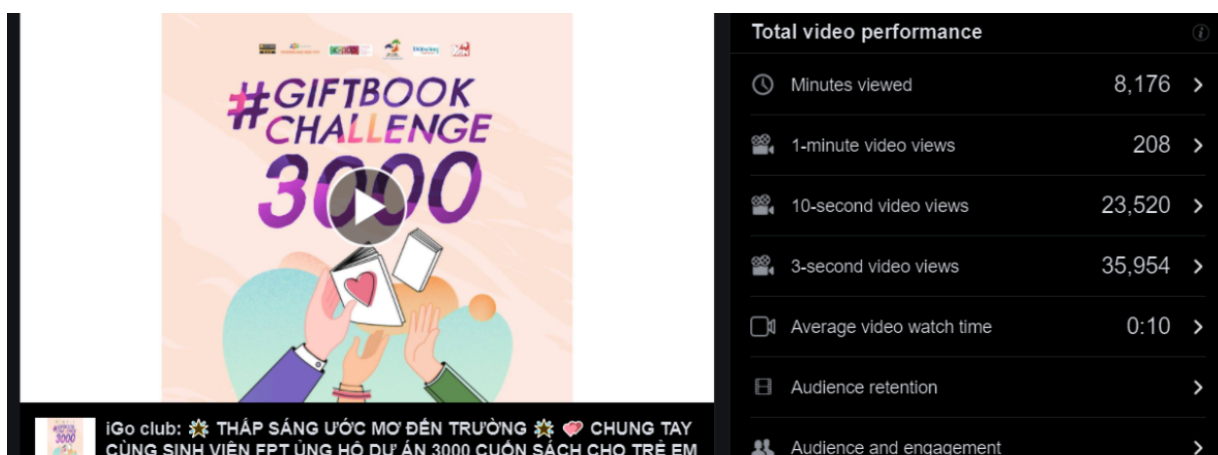 #GIFTBOOK
CHALLENGE
3000
iGo club: 🌟 THẮP SÁNG ƯỚC MƠ ĐẾN TRƯỜNG 🌟 💝 CHUNG TAY
CÙNG SINH VIÊN FPT ỦNG HỘ DỰ ÁN 3000 CUỐN SÁCH CHO TRẺ EM
Total video performance
Minutes viewed 8,176
1-minute video views 208
10-second video views 23,520
3-second video views 35,954
Average video watch time 0:10
Audience retention
Audience and engagement